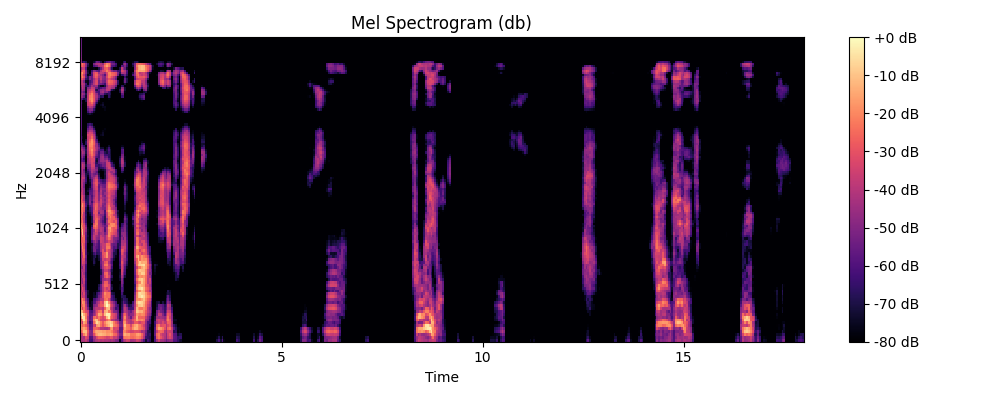 Mel Spectrogram (db)
8192
4096
2048
1024
512
0
Hz
0 5 10 15
Time
+0 dB
-10 dB
-20 dB
-30 dB
-40 dB
-50 dB
-60 dB
-70 dB
-80 dB